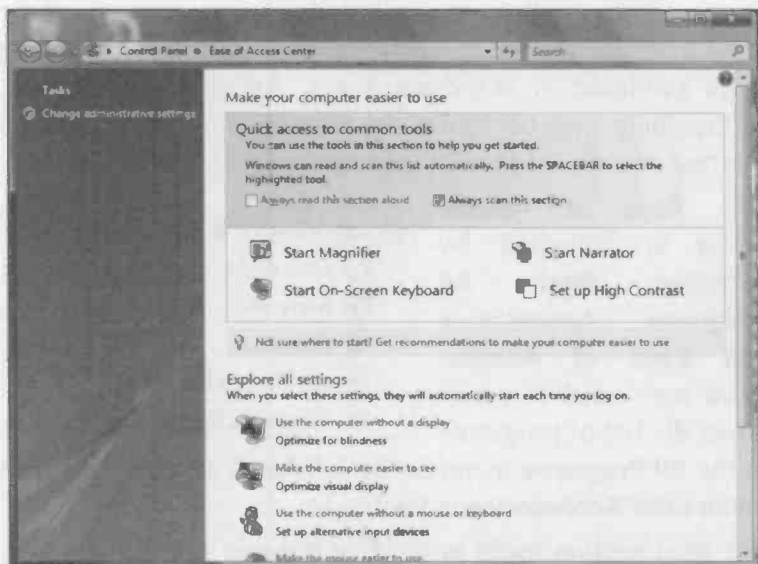 Control Panel Ease of Access Center
Search
Tasks
Change administrative settings
Make your computer easier to use
Quick access to common tools
You can use the tools in this section to help you get started.
Windows can read and scan this list automatically. Press the SPACEBAR to select the
highlighted tool.
Always read this section aloud Always scan this section
Start Magnifier Start Narrator
Start On-Screen Keyboard Set up High Contrast
Not sure where to start? Get recommendations to make your computer easier to use
Explore all settings
When you select these settings, they will automatically start each time you log on.
Use the computer without a display
Optimize for blindness
Make the computer easier to see
Optimize visual display
Use the computer without a mouse or keyboard
Set up alternative input devices
Make the mouse easier to use